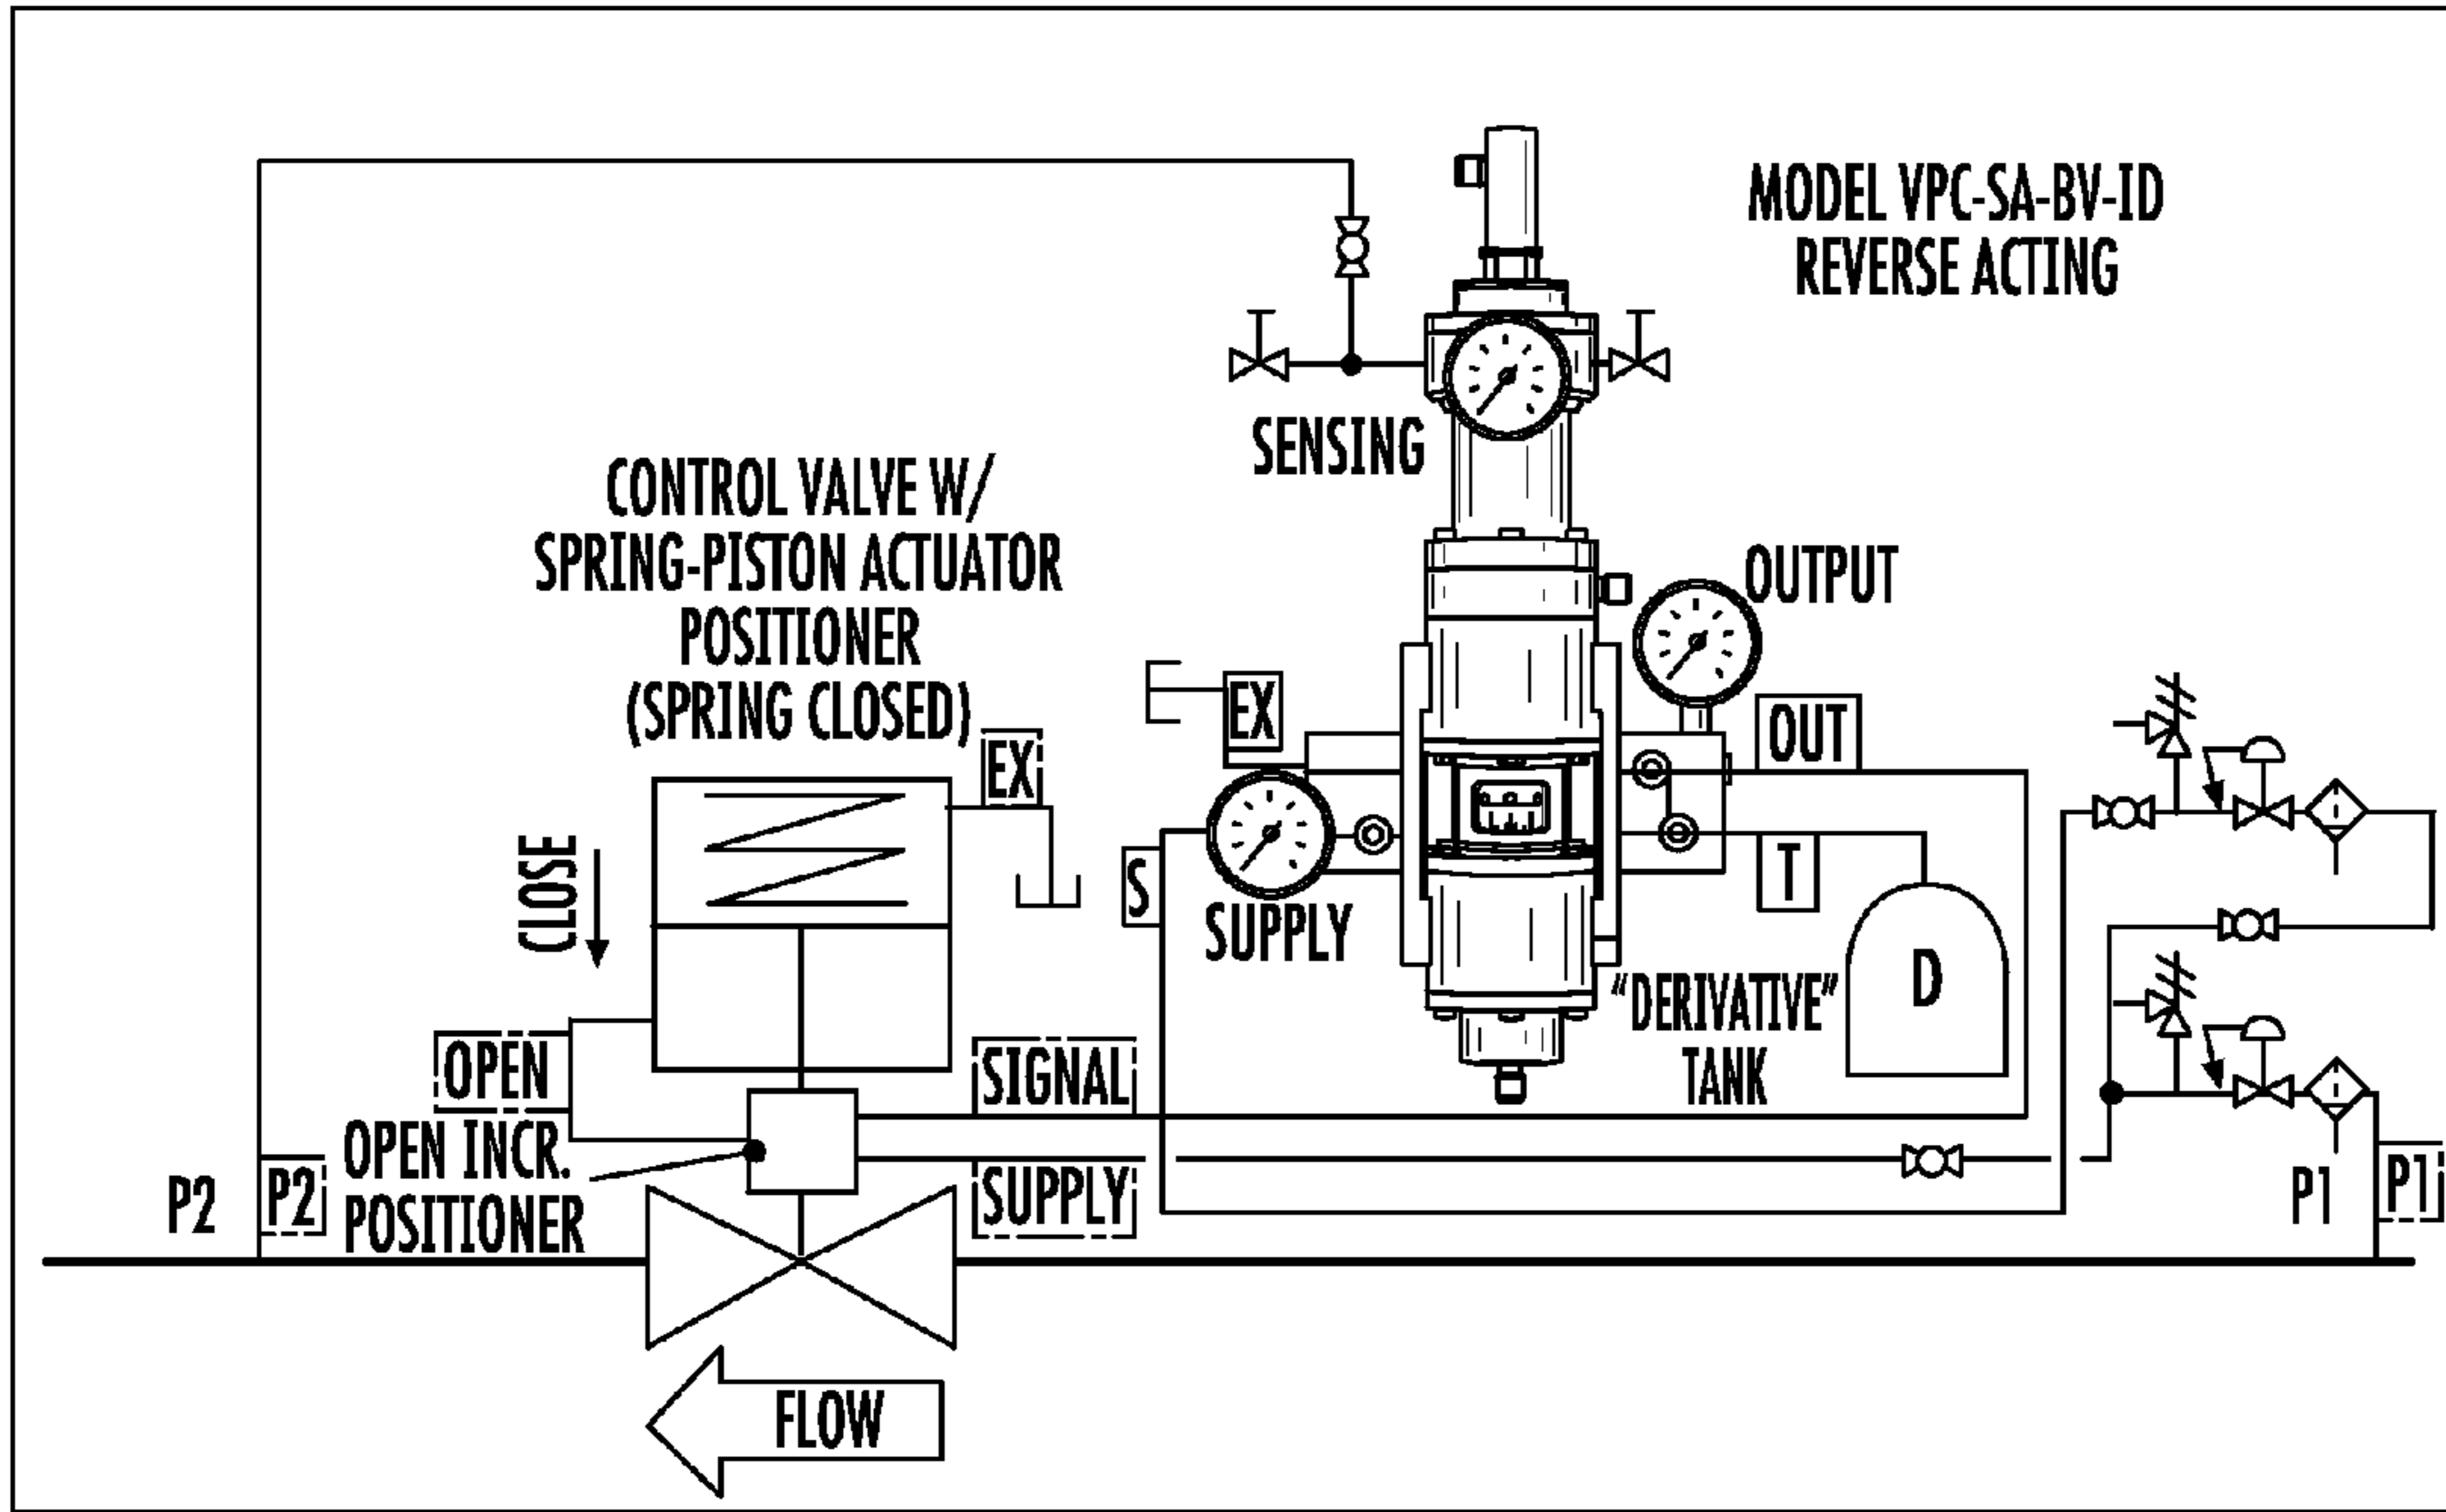 MODEL VPC-SA-BV-ID
REVERSE ACTING
SENSING
CONTROL VALVE W/
SPRING-PISTON ACTUATOR
POSITIONER
(SPRING CLOSED)
OUTPUT
EX
OUT
EX
CLOSE
S
SUPPLY
T
D
"DERIVATIVE"
TANK
OPEN
SIGNAL
OPEN INCR.
POSITIONER
SUPPLY
P2
P2
P1
P1
FLOW